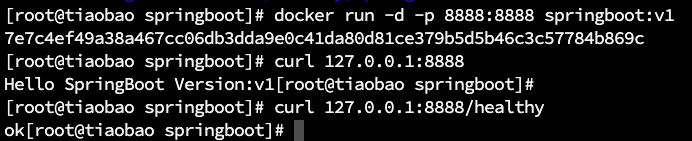 [root@tiaobao springboot]# docker run -d -p 8888:8888 springboot:v1
7e7c4ef49a38a467cc06db3dda9e0c41da80d81ce379b5d5b46c3c57784b869c
[root@tiaobao springboot]# curl 127.0.0.1:8888
Hello SpringBoot Version:v1[root@tiaobao springboot]#
[root@tiaobao springboot]# curl 127.0.0.1:8888/healthy
ok[root@tiaobao springboot]#